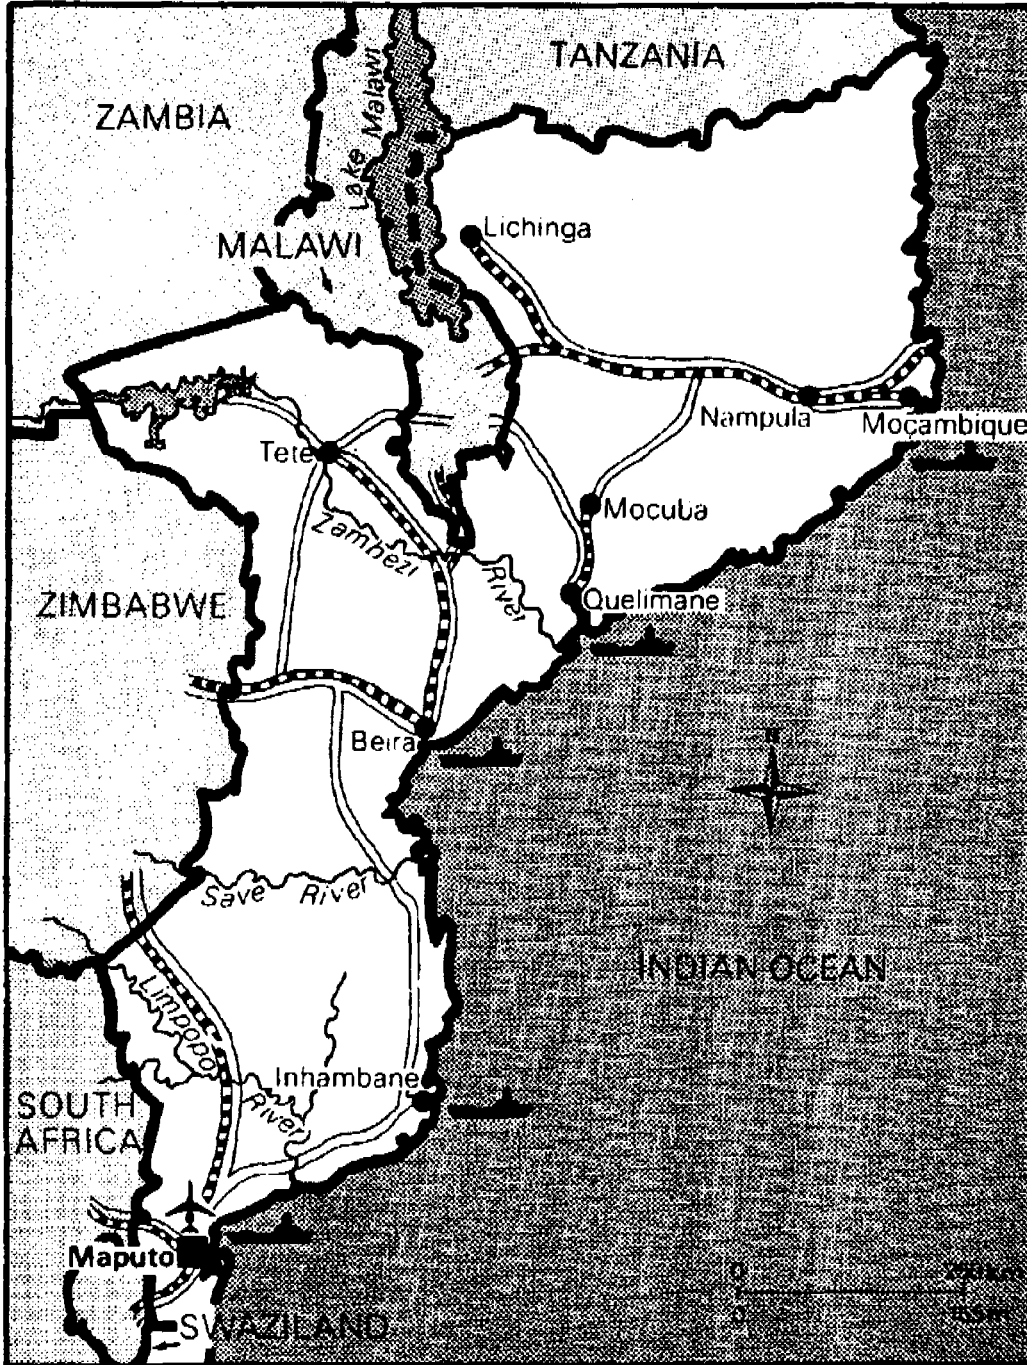 TANZANIA
ZAMBIA
Lake Malawi
Lichinga
MALAWI
Nampula
Moçambique
Tete
Mocuba
Zambezi
River
ZIMBABWE
Quelimane
Beira
Save River
INDIAN OCEAN
Limpopo
River
Inhambane
SOUTH
AFRICA
Maputo
0
0
SWAZILAND